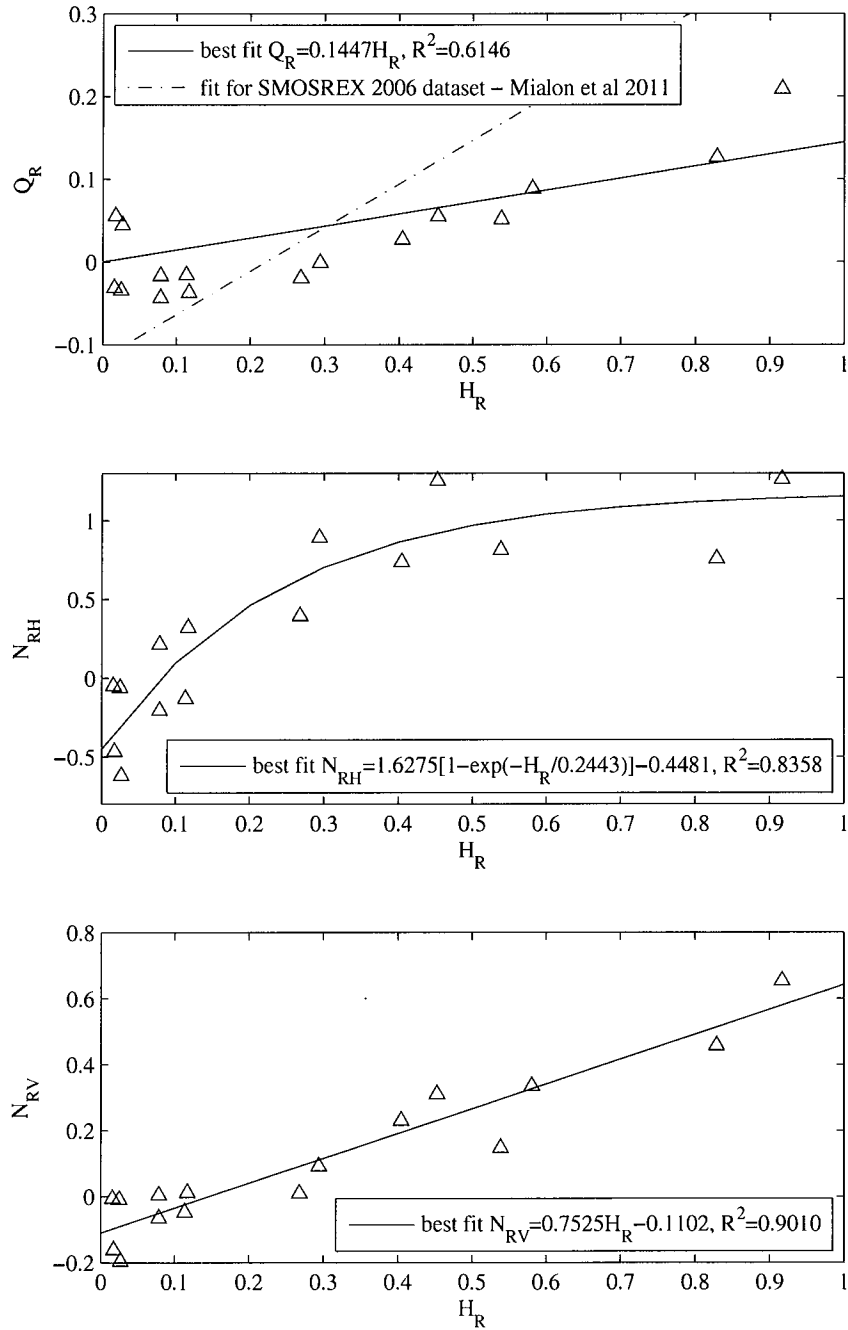 0.3
best fit Q_R=0.1447H_R, R²=0.6146
fit for SMOSREX 2006 dataset − Mialon et al 2011
0.2
Q_R
0.1
0
−0.1
0 0.1 0.2 0.3 0.4 0.5 0.6 0.7 0.8 0.9 1
H_R
1
N_RH
0.5
0
−0.5
best fit N_RH=1.6275[1−exp(−H_R/0.2443)]−0.4481, R²=0.8358
0 0.1 0.2 0.3 0.4 0.5 0.6 0.7 0.8 0.9 1
H_R
0.8
0.6
0.4
N_RV
0.2
0
best fit N_RV=0.7525H_R−0.1102, R²=0.9010
−0.2
0 0.1 0.2 0.3 0.4 0.5 0.6 0.7 0.8 0.9 1
H_R